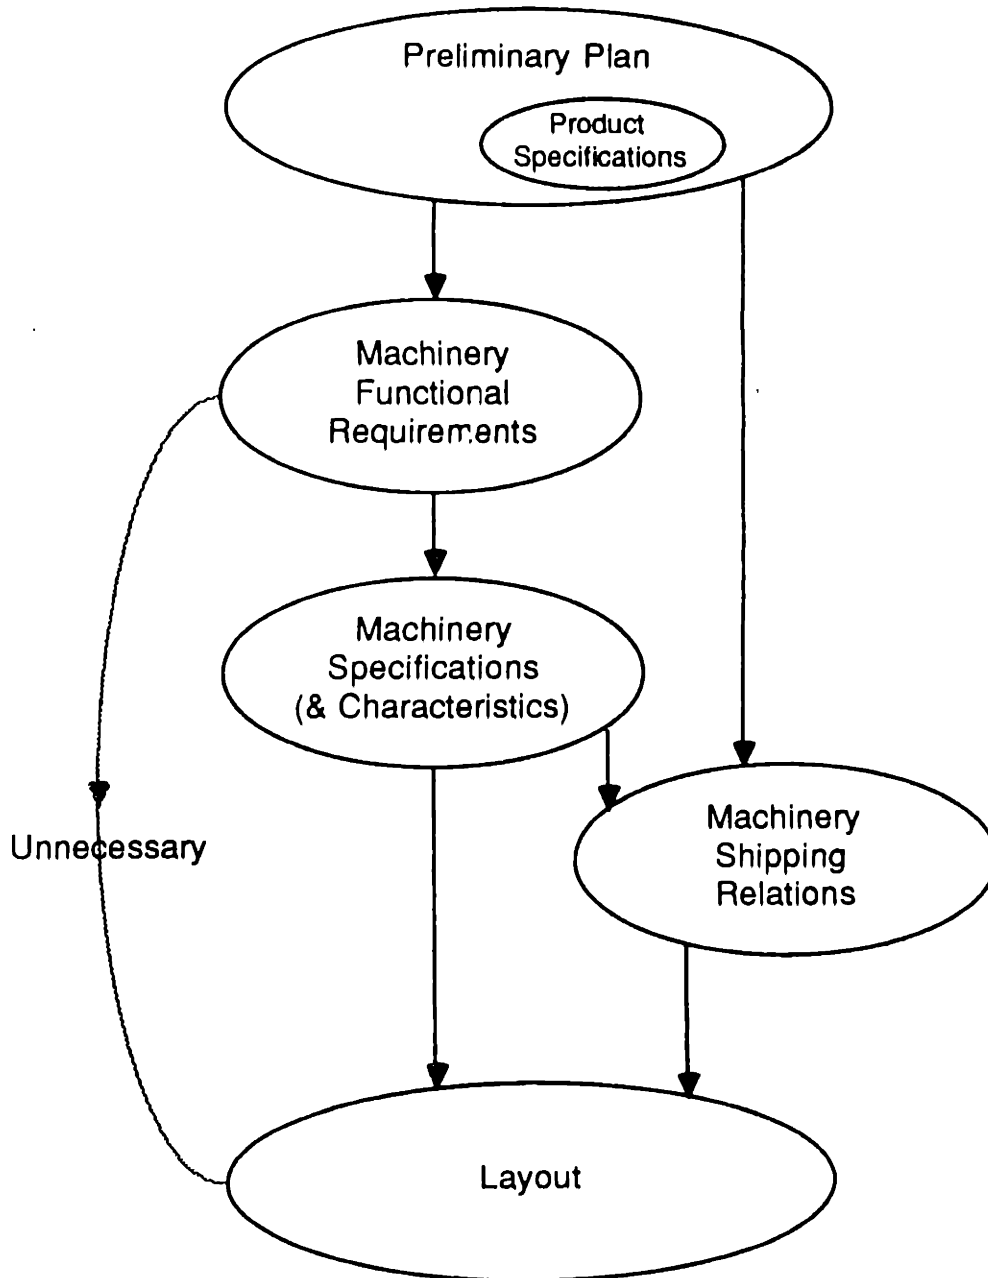 Preliminary Plan
Product
Specifications
Machinery
Functional
Requirements
Machinery
Specifications
(& Characteristics)
Machinery
Shipping
Relations
Unnecessary
Layout